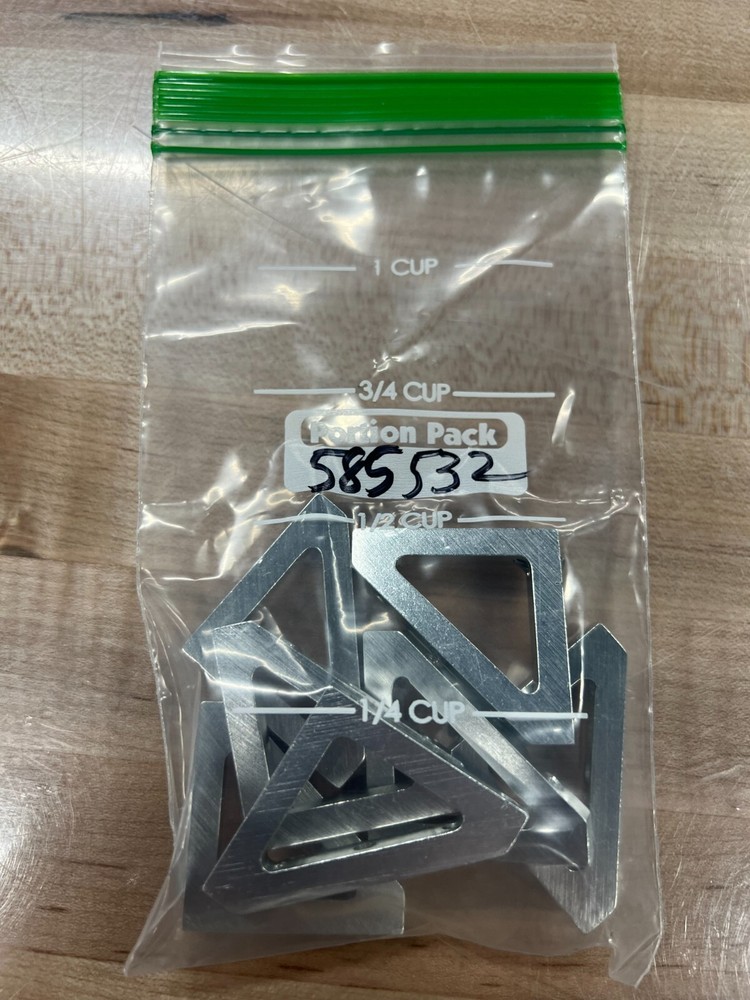 1 CUP
3/4 CUP
Portion Pack
585532
1/2 CUP
1/4 CUP